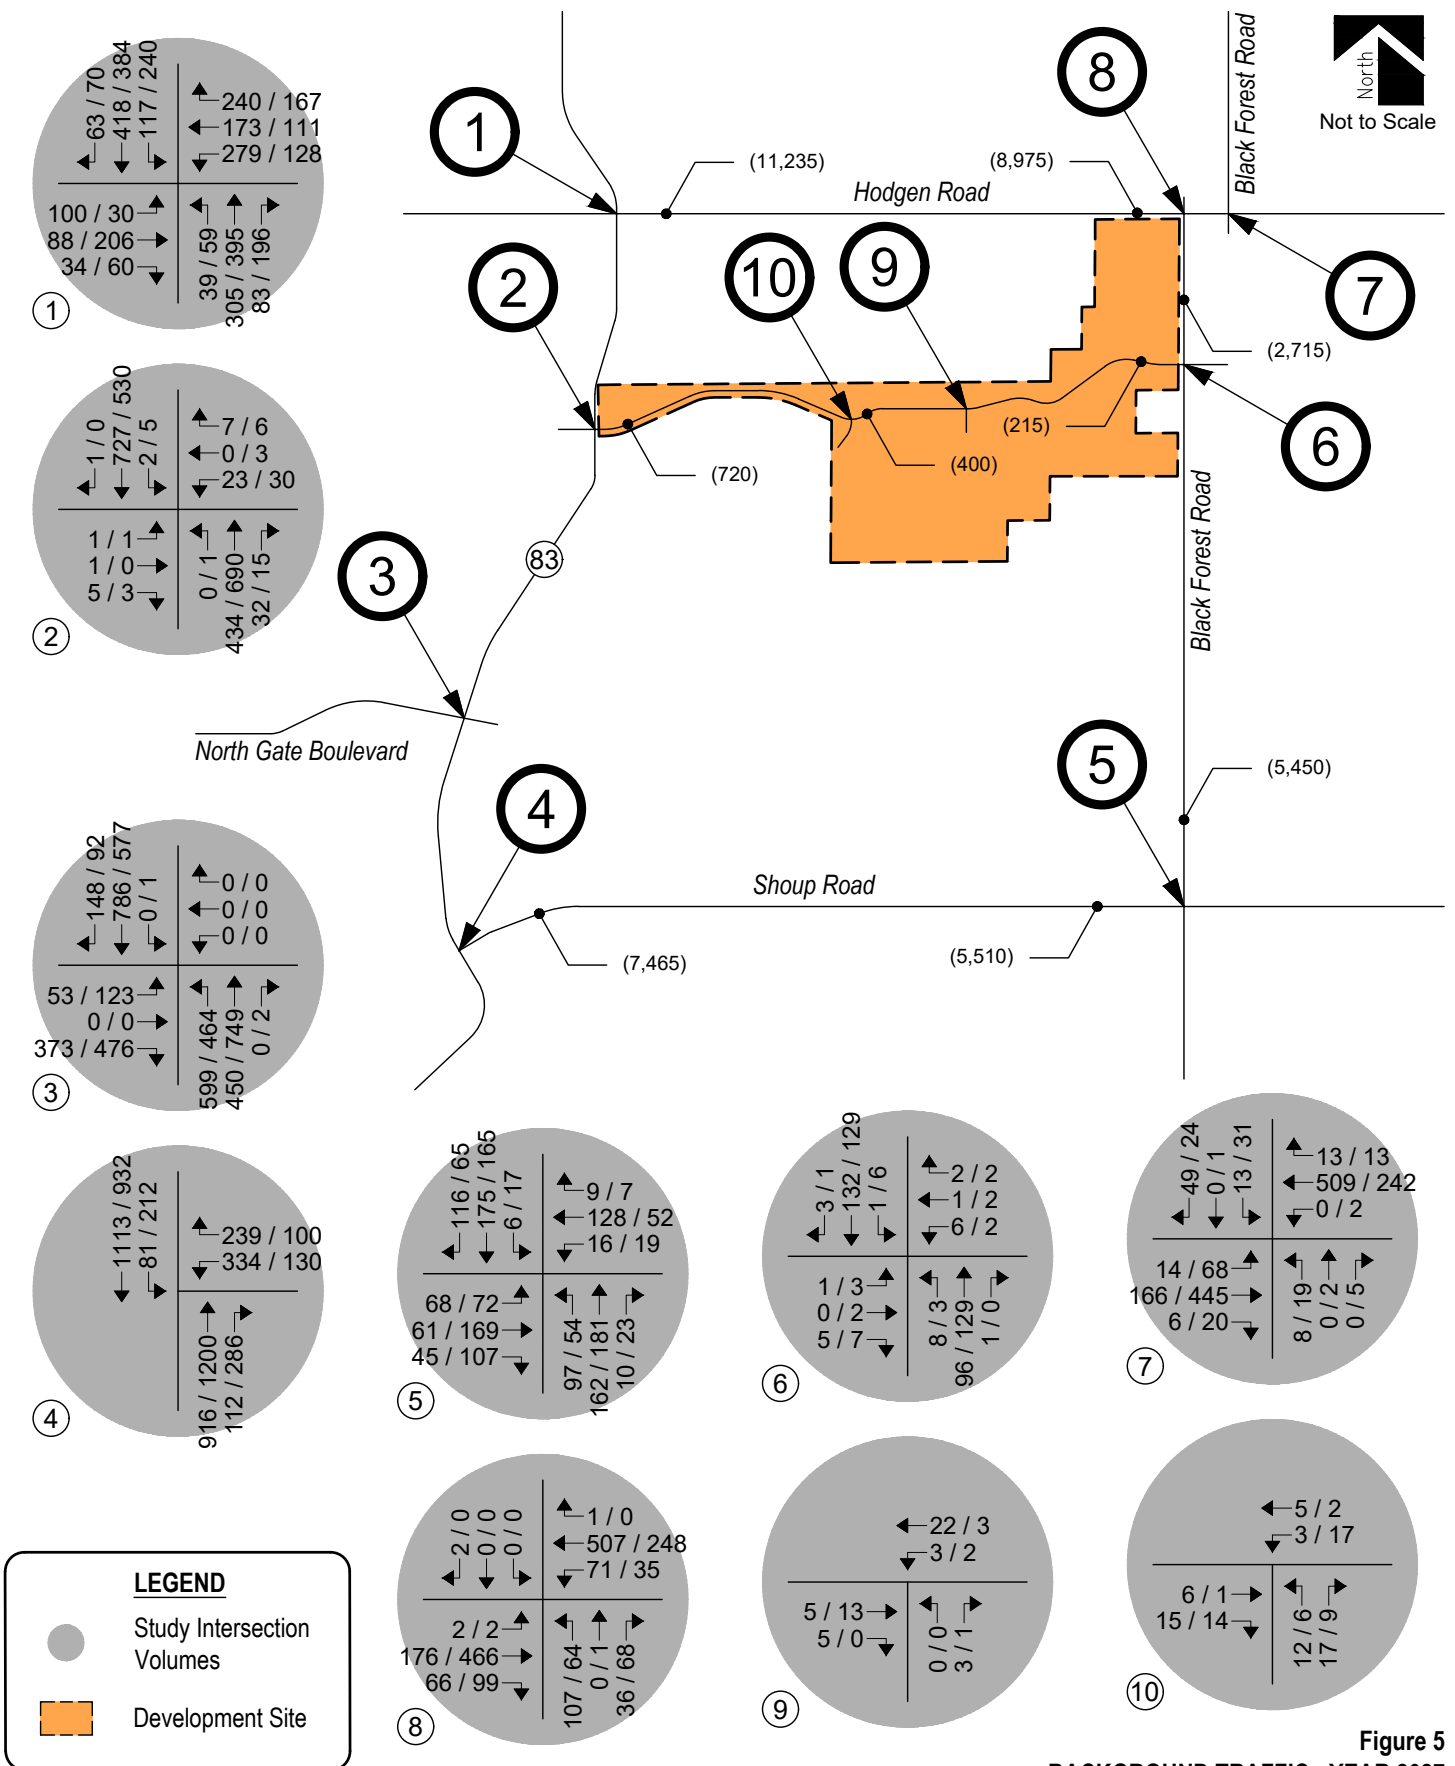 63 / 70
418 / 384
117 / 240
240 / 167
173 / 111
279 / 128
100 / 30
88 / 206
34 / 60
39 / 59
305 / 395
83 / 196
1
1 / 0
727 / 530
2 / 5
7 / 6
0 / 3
23 / 30
1 / 1
1 / 0
5 / 3
0 / 1
434 / 690
32 / 15
2
148 / 92
786 / 577
0 / 1
0 / 0
0 / 0
0 / 0
53 / 123
0 / 0
373 / 476
599 / 464
450 / 749
0 / 2
3
1113 / 932
81 / 212
239 / 100
334 / 130
916 / 1200
112 / 286
4
1
8
Black Forest Road
North
Not to Scale
(11,235)
(8,975)
Hodgen Road
2
10
9
7
(2,715)
(215)
(400)
(720)
6
83
3
Black Forest Road
North Gate Boulevard
4
5
(5,450)
Shoup Road
(7,465)
(5,510)
116 / 65
175 / 165
6 / 17
9 / 7
128 / 52
16 / 19
68 / 72
61 / 169
45 / 107
97 / 54
162 / 181
10 / 23
5
3 / 1
132 / 129
1 / 6
2 / 2
1 / 2
6 / 2
1 / 3
0 / 2
5 / 7
8 / 3
96 / 129
1 / 0
6
49 / 24
0 / 1
13 / 31
13 / 13
509 / 242
0 / 2
14 / 68
166 / 445
6 / 20
8 / 19
0 / 2
0 / 5
7
2 / 0
0 / 0
0 / 0
1 / 0
507 / 248
71 / 35
2 / 2
176 / 466
66 / 99
107 / 64
0 / 1
36 / 68
8
22 / 3
3 / 2
5 / 13
5 / 0
0 / 0
3 / 1
9
5 / 2
3 / 17
6 / 1
15 / 14
12 / 6
17 / 9
10
LEGEND
Study Intersection
Volumes
Development Site
Figure 5